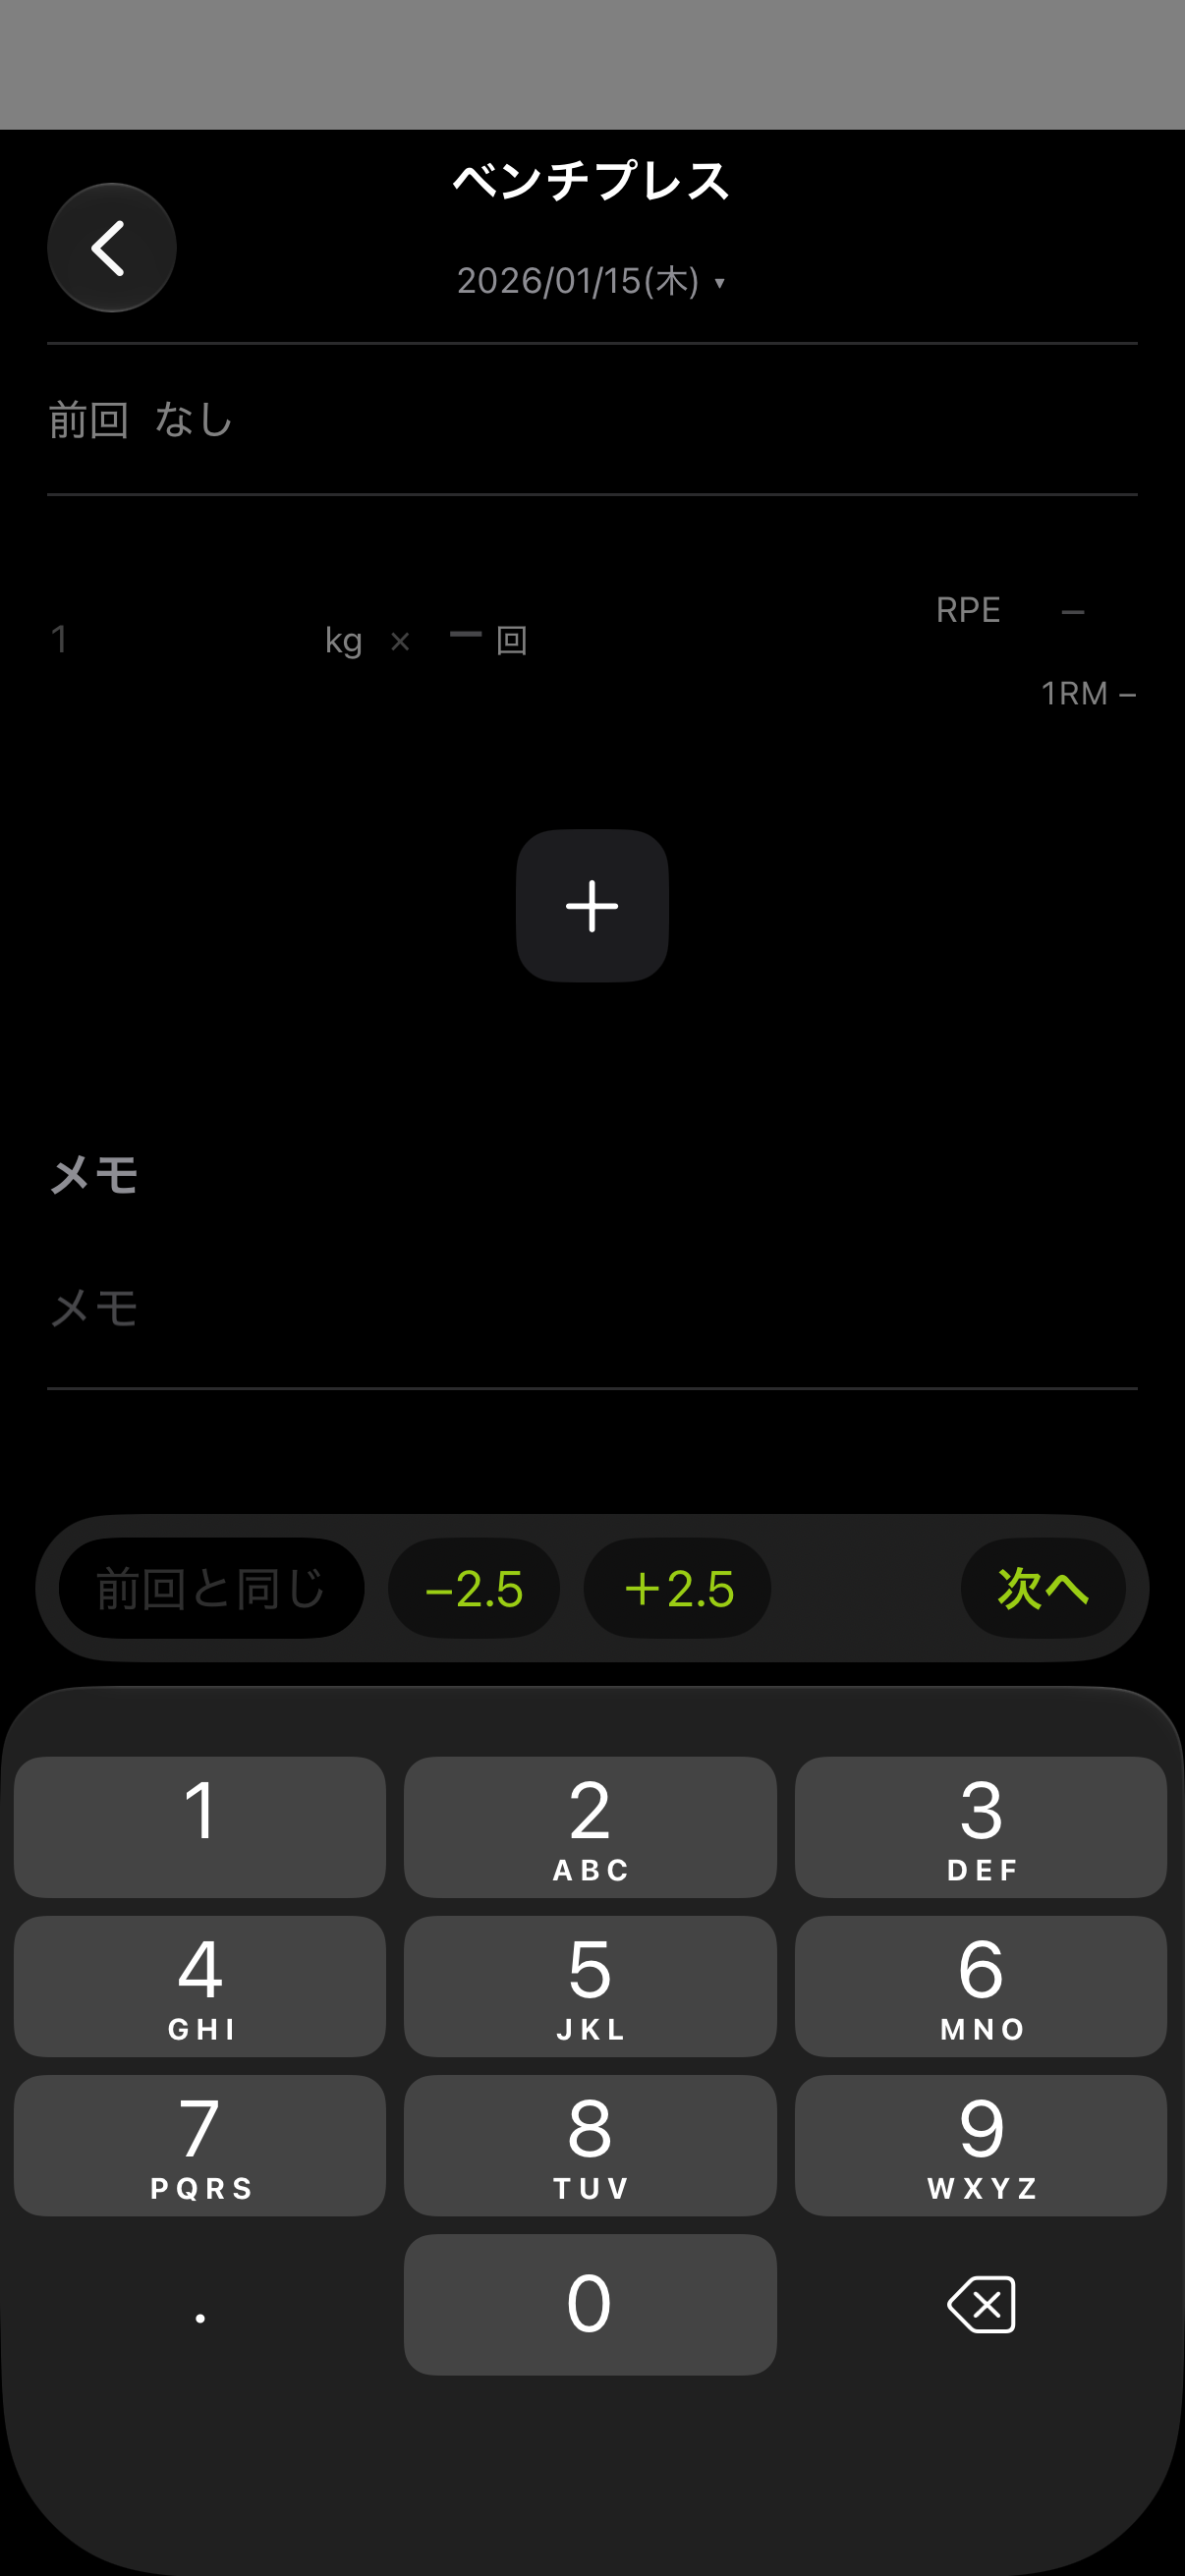 ベンチプレス
2026/01/15(木) ▾
前回 なし
1 kg × – 回 RPE –
1RM –
+
メモ
メモ
前回と同じ –2.5 +2.5 次へ
1 2 3
ABC DEF
4 5 6
GHI JKL MNO
7 8 9
PQRS TUV WXYZ
. 0